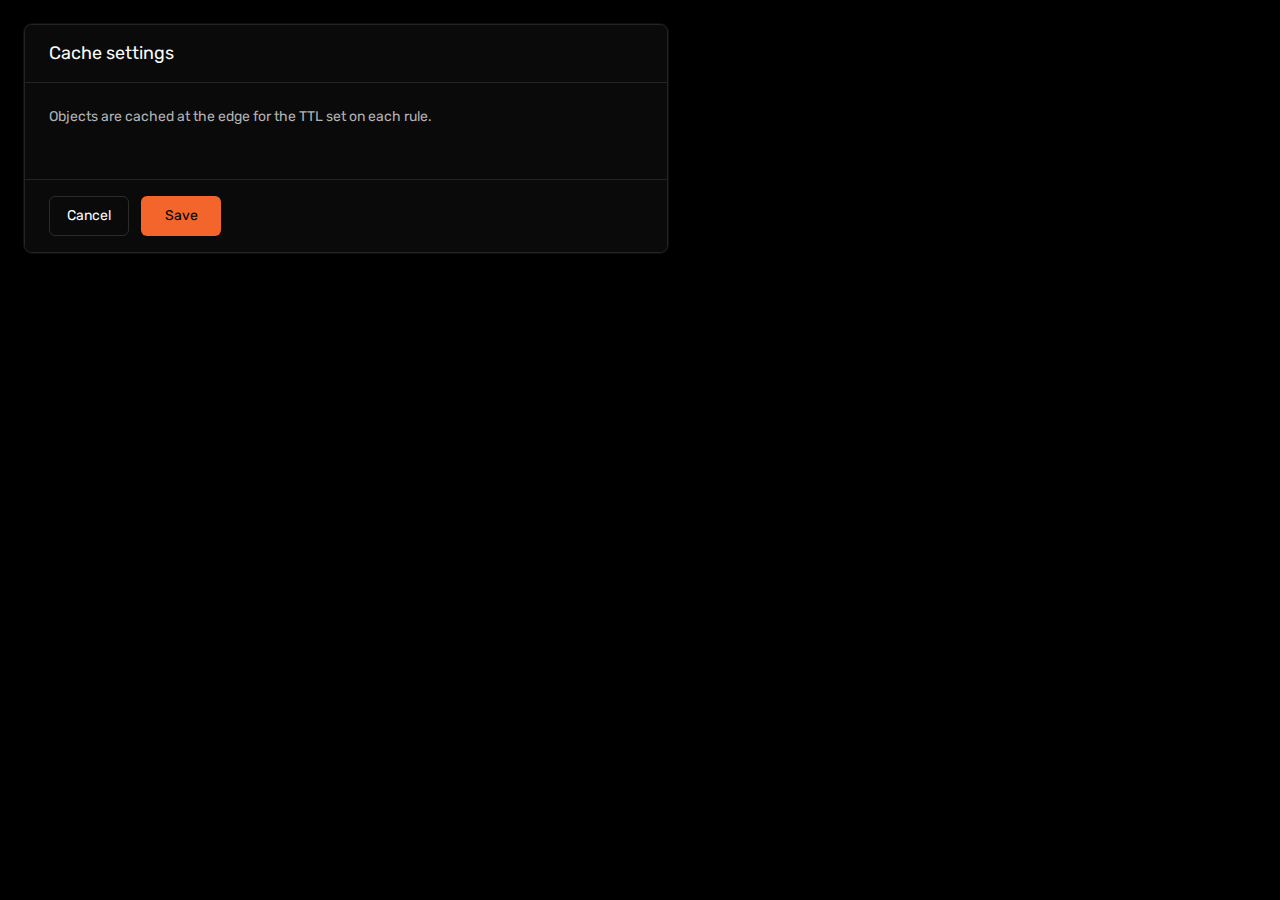 Cache settings
Objects are cached at the edge for the TTL set on each rule.
Cancel
Save